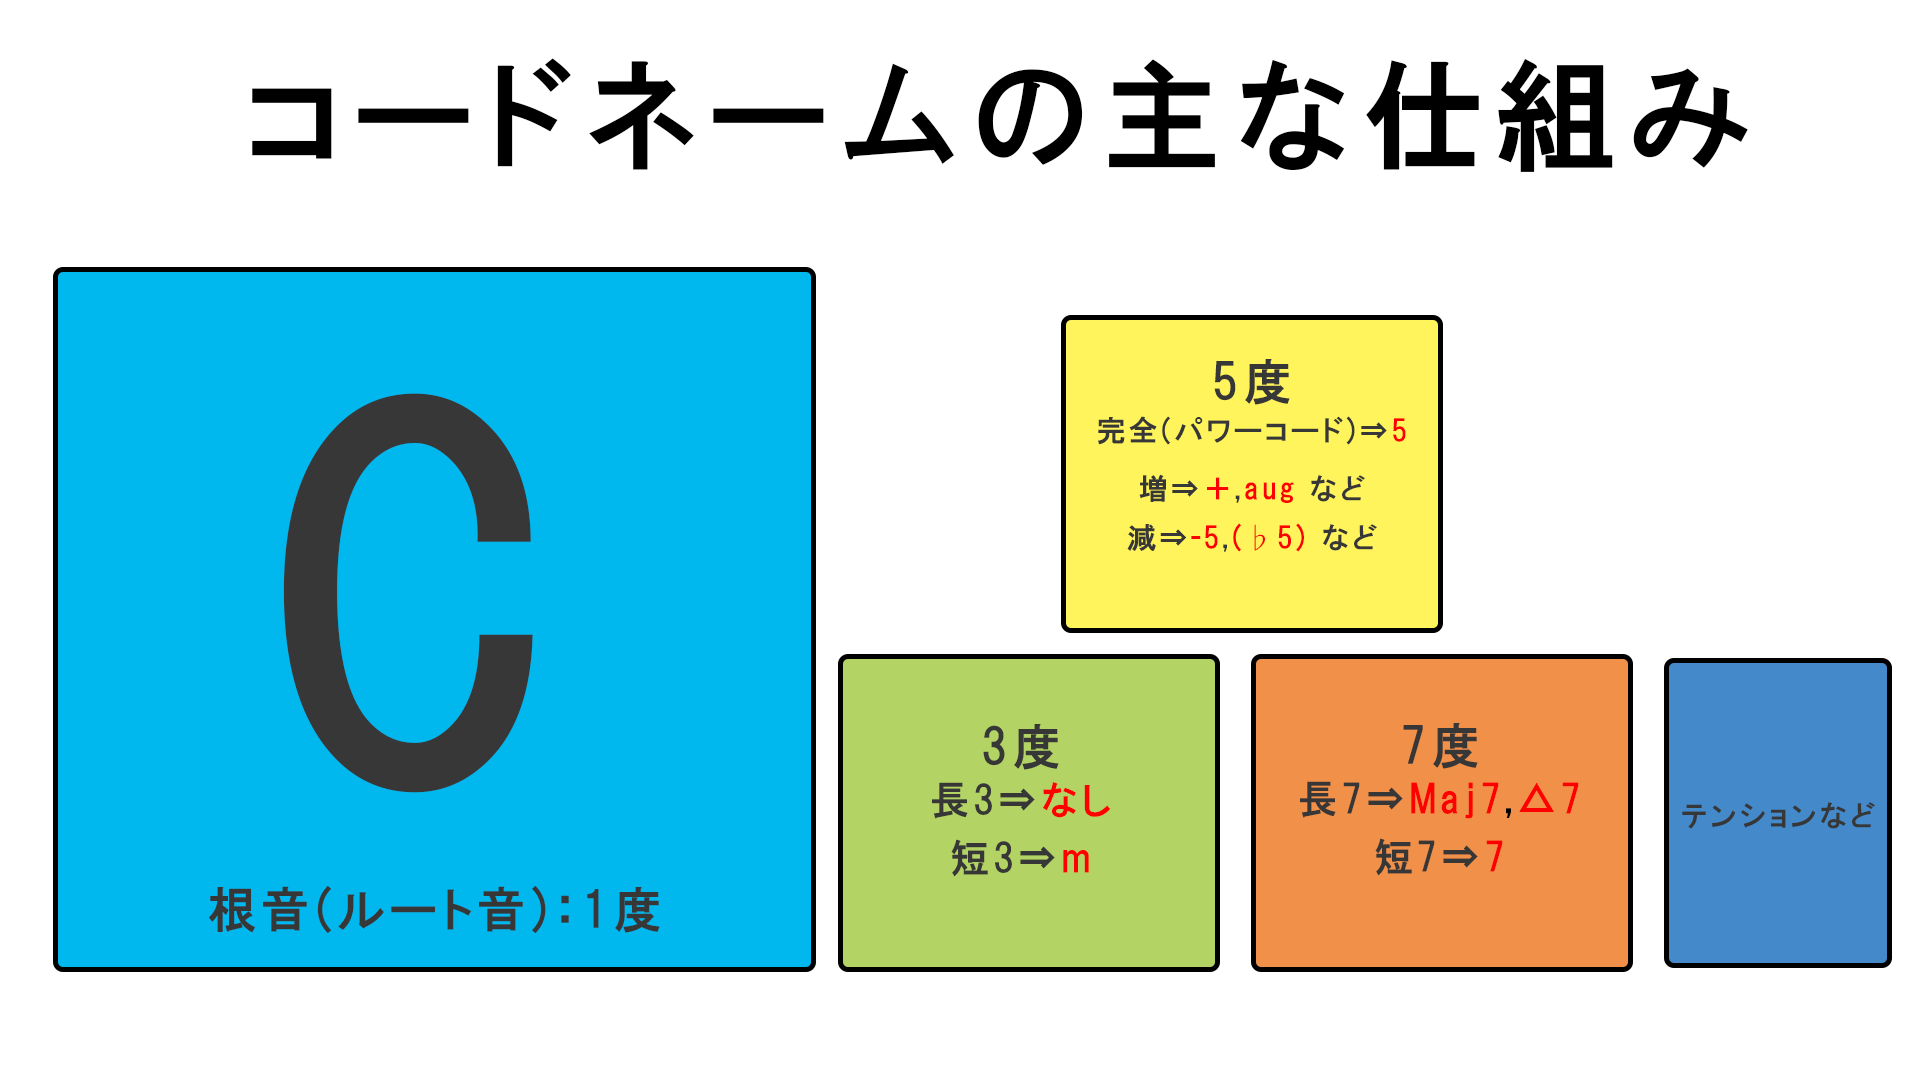 コードネームの主な仕組み
C
根音(ルート音):1度
5度
完全(パワーコード)⇒5
増⇒＋,aug など
減⇒-5,(♭5) など
3度
長3⇒なし
短3⇒m
7度
長7⇒Maj7,△7
短7⇒7
テンションなど